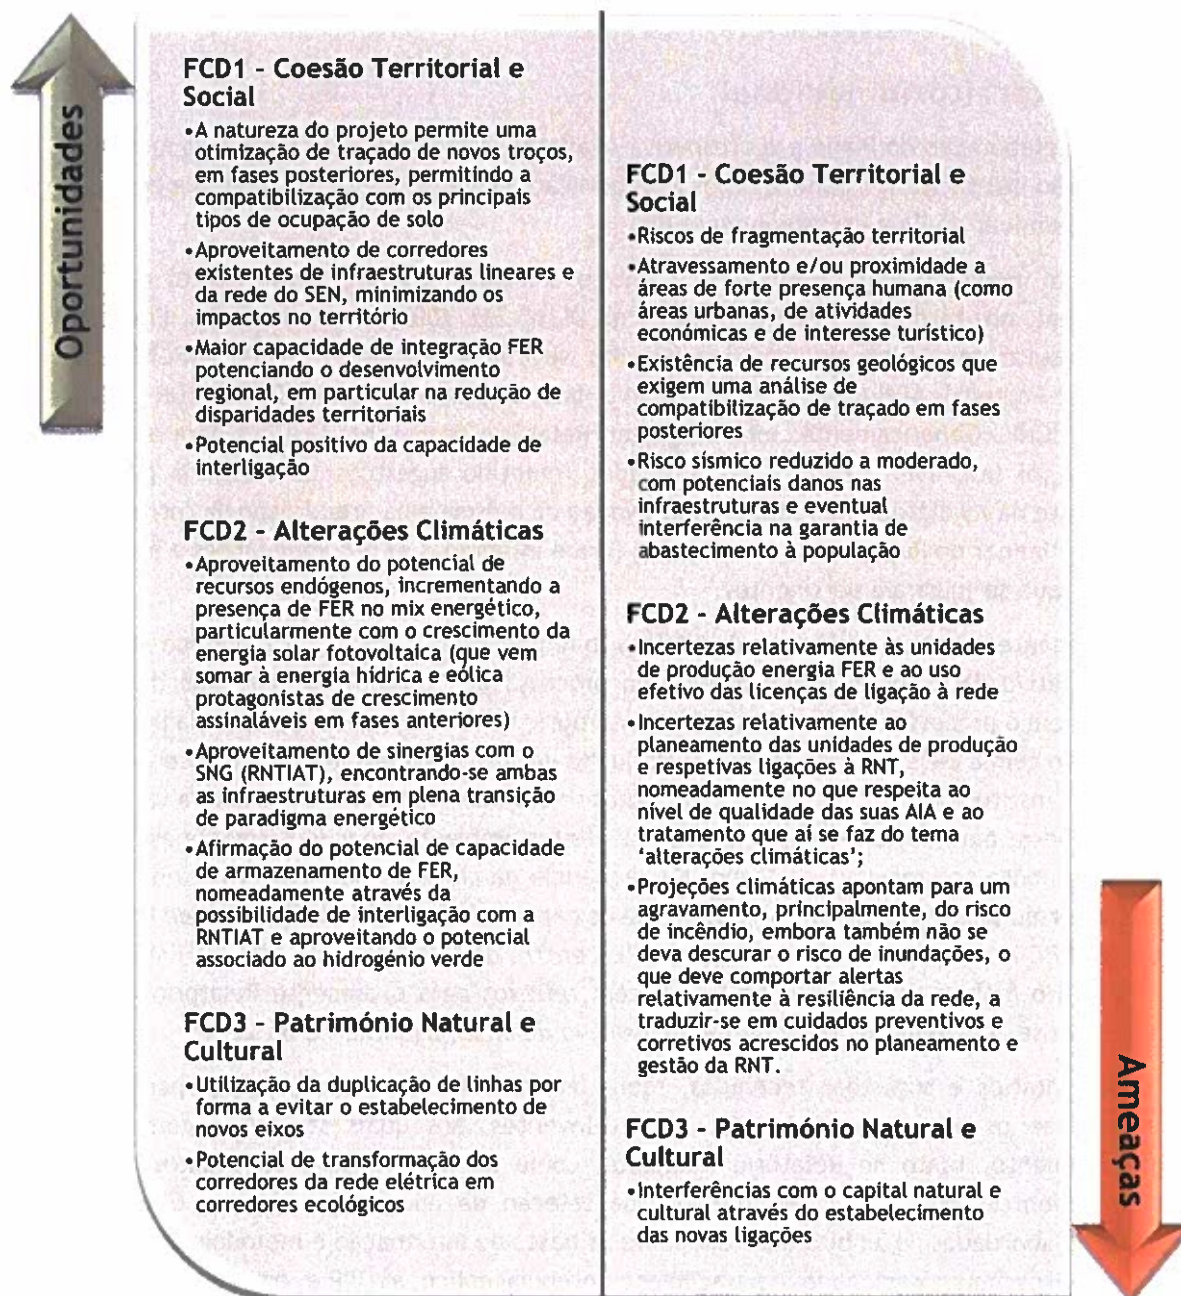 Oportunidades
FCD1 - Coesão Territorial e
Social
•A natureza do projeto permite uma
otimização de traçado de novos troços,
em fases posteriores, permitindo a
compatibilização com os principais
tipos de ocupação de solo
•Aproveitamento de corredores
existentes de infraestruturas lineares e
da rede do SEN, minimizando os
impactos no território
•Maior capacidade de integração FER
potenciando o desenvolvimento
regional, em particular na redução de
disparidades territoriais
•Potencial positivo da capacidade de
interligação
FCD2 - Alterações Climáticas
•Aproveitamento do potencial de
recursos endógenos, incrementando a
presença de FER no mix energético,
particularmente com o crescimento da
energia solar fotovoltaica (que vem
somar à energia hídrica e eólica
protagonistas de crescimento
assinaláveis em fases anteriores)
•Aproveitamento de sinergias com o
SNG (RNTIAT), encontrando-se ambas
as infraestruturas em plena transição
de paradigma energético
•Afirmação do potencial de capacidade
de armazenamento de FER,
nomeadamente através da
possibilidade de interligação com a
RNTIAT e aproveitando o potencial
associado ao hidrogénio verde
FCD3 - Património Natural e
Cultural
•Utilização da duplicação de linhas por
forma a evitar o estabelecimento de
novos eixos
•Potencial de transformação dos
corredores da rede elétrica em
corredores ecológicos
FCD1 - Coesão Territorial e
Social
•Riscos de fragmentação territorial
•Atravessamento e/ou proximidade a
áreas de forte presença humana (como
áreas urbanas, de atividades
económicas e de interesse turístico)
•Existência de recursos geológicos que
exigem uma análise de
compatibilização de traçado em fases
posteriores
•Risco sísmico reduzido a moderado,
com potenciais danos nas
infraestruturas e eventual
interferência na garantia de
abastecimento à população
FCD2 - Alterações Climáticas
•Incertezas relativamente às unidades
de produção energia FER e ao uso
efetivo das licenças de ligação à rede
•Incertezas relativamente ao
planeamento das unidades de produção
e respetivas ligações à RNT,
nomeadamente no que respeita ao
nível de qualidade das suas AIA e ao
tratamento que aí se faz do tema
'alterações climáticas';
•Projeções climáticas apontam para um
agravamento, principalmente, do risco
de incêndio, embora também não se
deva descurar o risco de inundações, o
que deve comportar alertas
relativamente à resiliência da rede, a
traduzir-se em cuidados preventivos e
corretivos acrescidos no planeamento e
gestão da RNT.
FCD3 - Património Natural e
Cultural
•Interferências com o capital natural e
cultural através do estabelecimento
das novas ligações
Ameaças